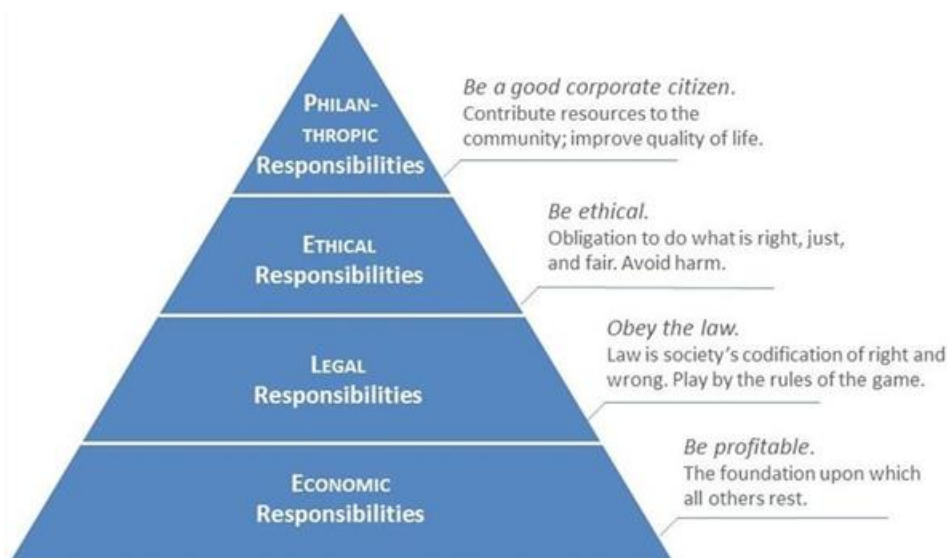 PHILAN-
THROPIC
Responsibilities
Be a good corporate citizen.
Contribute resources to the
community; improve quality of life.
ETHICAL
Responsibilities
Be ethical.
Obligation to do what is right, just,
and fair. Avoid harm.
LEGAL
Responsibilities
Obey the law.
Law is society’s codification of right and
wrong. Play by the rules of the game.
ECONOMIC
Responsibilities
Be profitable.
The foundation upon which
all others rest.